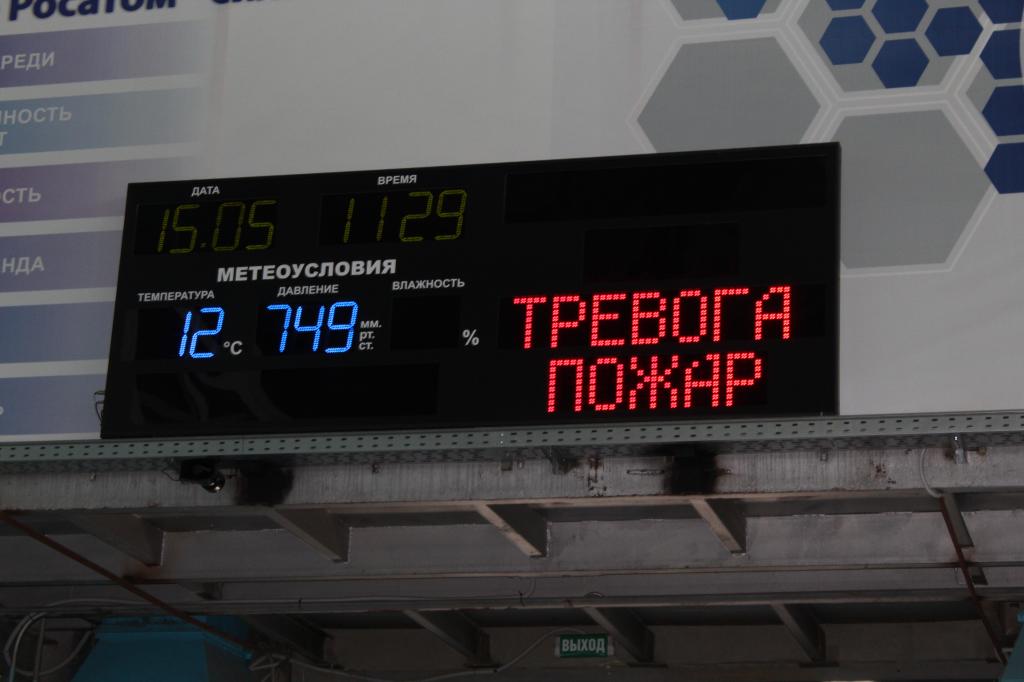 Росатом
РЕДИ
НОСТЬ
СТЬ
НДА
ДАТА
ВРЕМЯ
15.05
11 29
МЕТЕОУСЛОВИЯ
ТЕМПЕРАТУРА
ДАВЛЕНИЕ
ВЛАЖНОСТЬ
12 °C
749 мм.
рт.
ст.
%
ТРЕВОГА
ПОЖАР
ВЫХОД